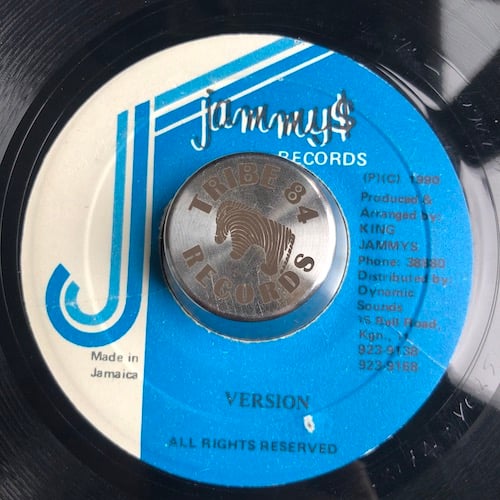 jammy$
RECORDS
(P)(C) 1990
Produced &
Arranged by:
KING
JAMMYS
Phone: 38880
Distributed by
Dynamic
Sounds
15 Bell Road,
Kgn. 11
923-9138
923-9168
TRIBE 84
RECORDS
Made in
Jamaica
VERSION
ALL RIGHTS RESERVED